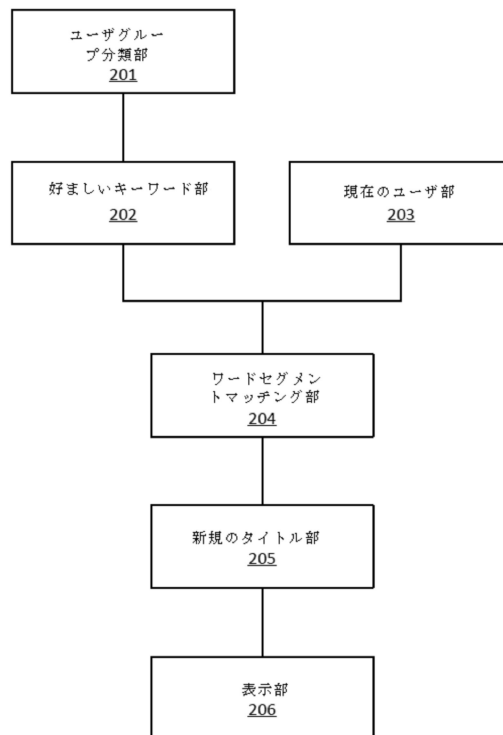 ユーザグルー
プ分類部
201
好ましいキーワード部
202
現在のユーザ部
203
ワードセグメン
トマッチング部
204
新規のタイトル部
205
表示部
206